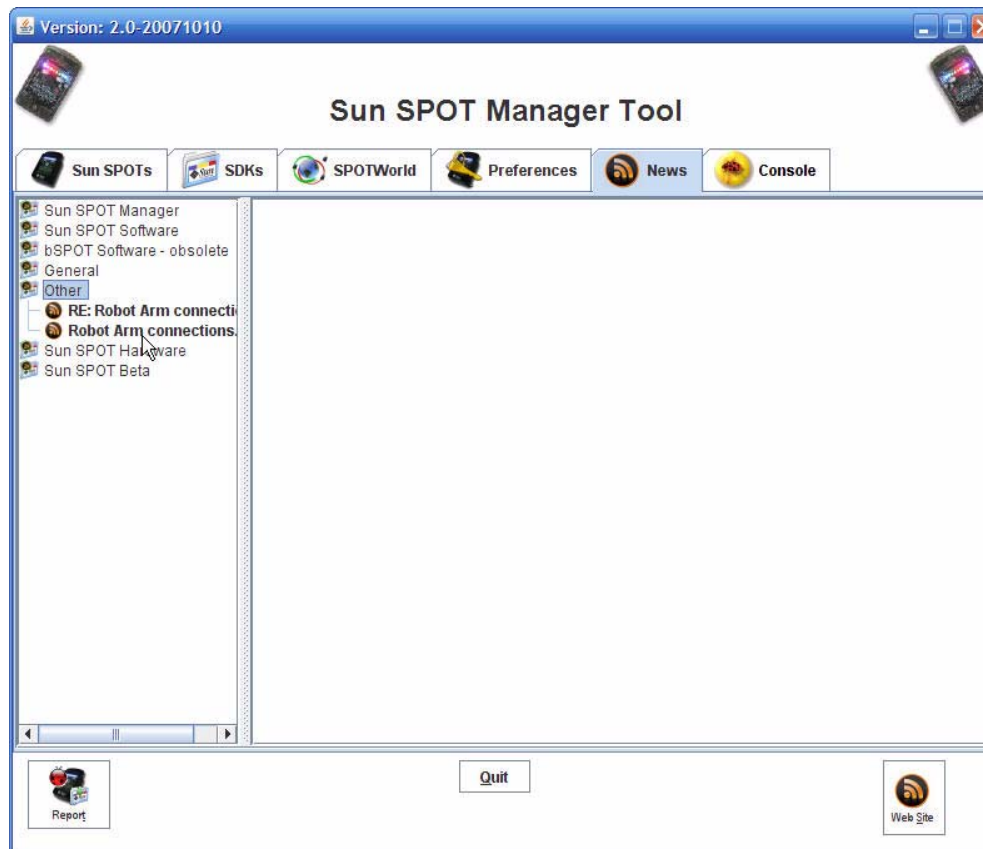 Version: 2.0-20071010
Sun SPOT Manager Tool
Sun SPOTs
SDKs
SPOTWorld
Preferences
News
Console
Sun SPOT Manager
Sun SPOT Software
bSPOT Software - obsolete
General
Other
RE: Robot Arm connecti
Robot Arm connections.
Sun SPOT Hardware
Sun SPOT Beta
Quit
Report
Web Site